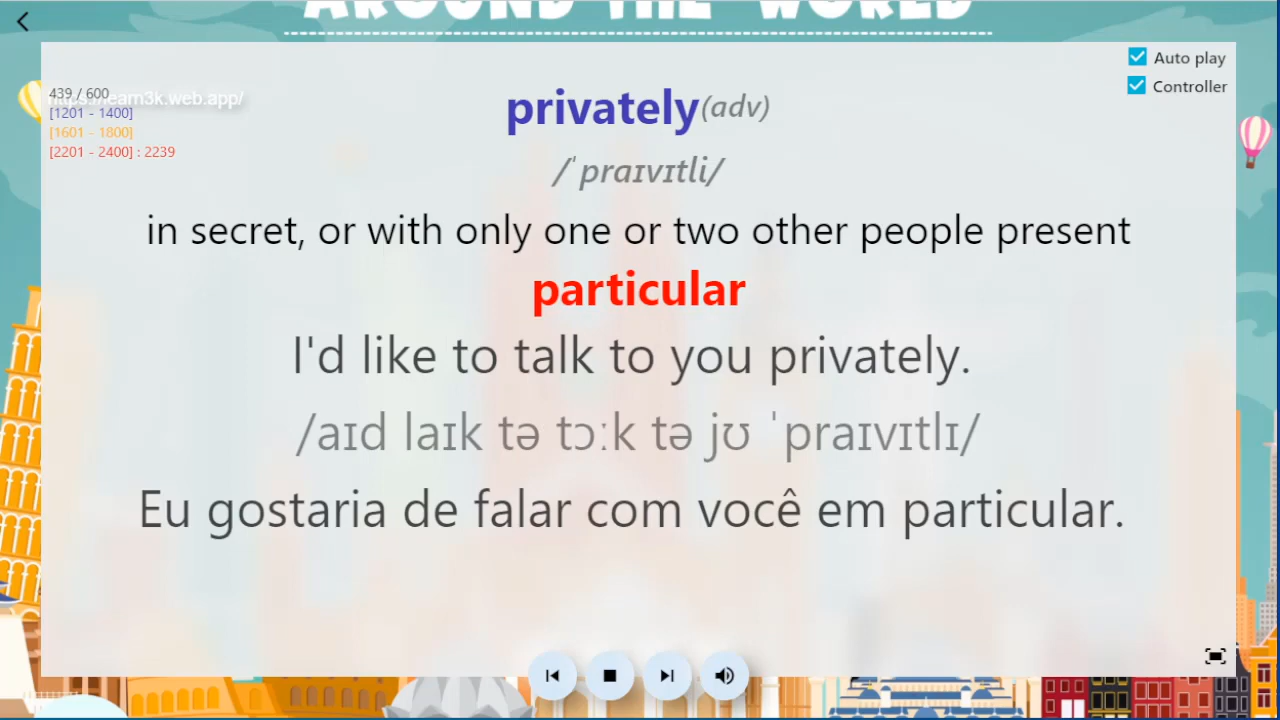 AROUND THE WORLD
Auto play
Controller
439 / 600
https://learn3k.web.app/
[1201 - 1400]
[1601 - 1800]
[2201 - 2400] : 2239
privately(adv)
/ˈpraɪvɪtli/
in secret, or with only one or two other people present
particular
I'd like to talk to you privately.
/aɪd laɪk tə tɔːk tə jʊ ˈpraɪvɪtlɪ/
Eu gostaria de falar com você em particular.